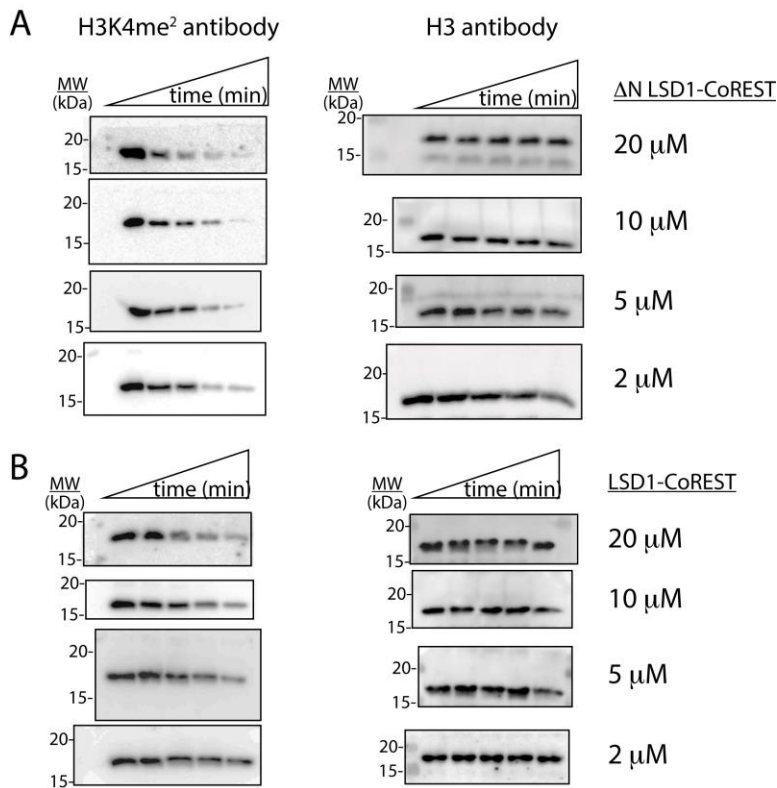 A
H3K4me² antibody
H3 antibody
MW
(kDa)
time (min)
MW
(kDa)
time (min)
ΔN LSD1-CoREST
20-
15-
20-
15-
20 μM
20-
15-
20-
15-
10 μM
20-
15-
20-
15-
5 μM
20-
15-
20-
15-
2 μM
B
MW
(kDa)
time (min)
MW
(kDa)
time (min)
LSD1-CoREST
20-
15-
20-
15-
20 μM
20-
15-
20-
15-
10 μM
20-
15-
20-
15-
5 μM
20-
15-
20-
15-
2 μM